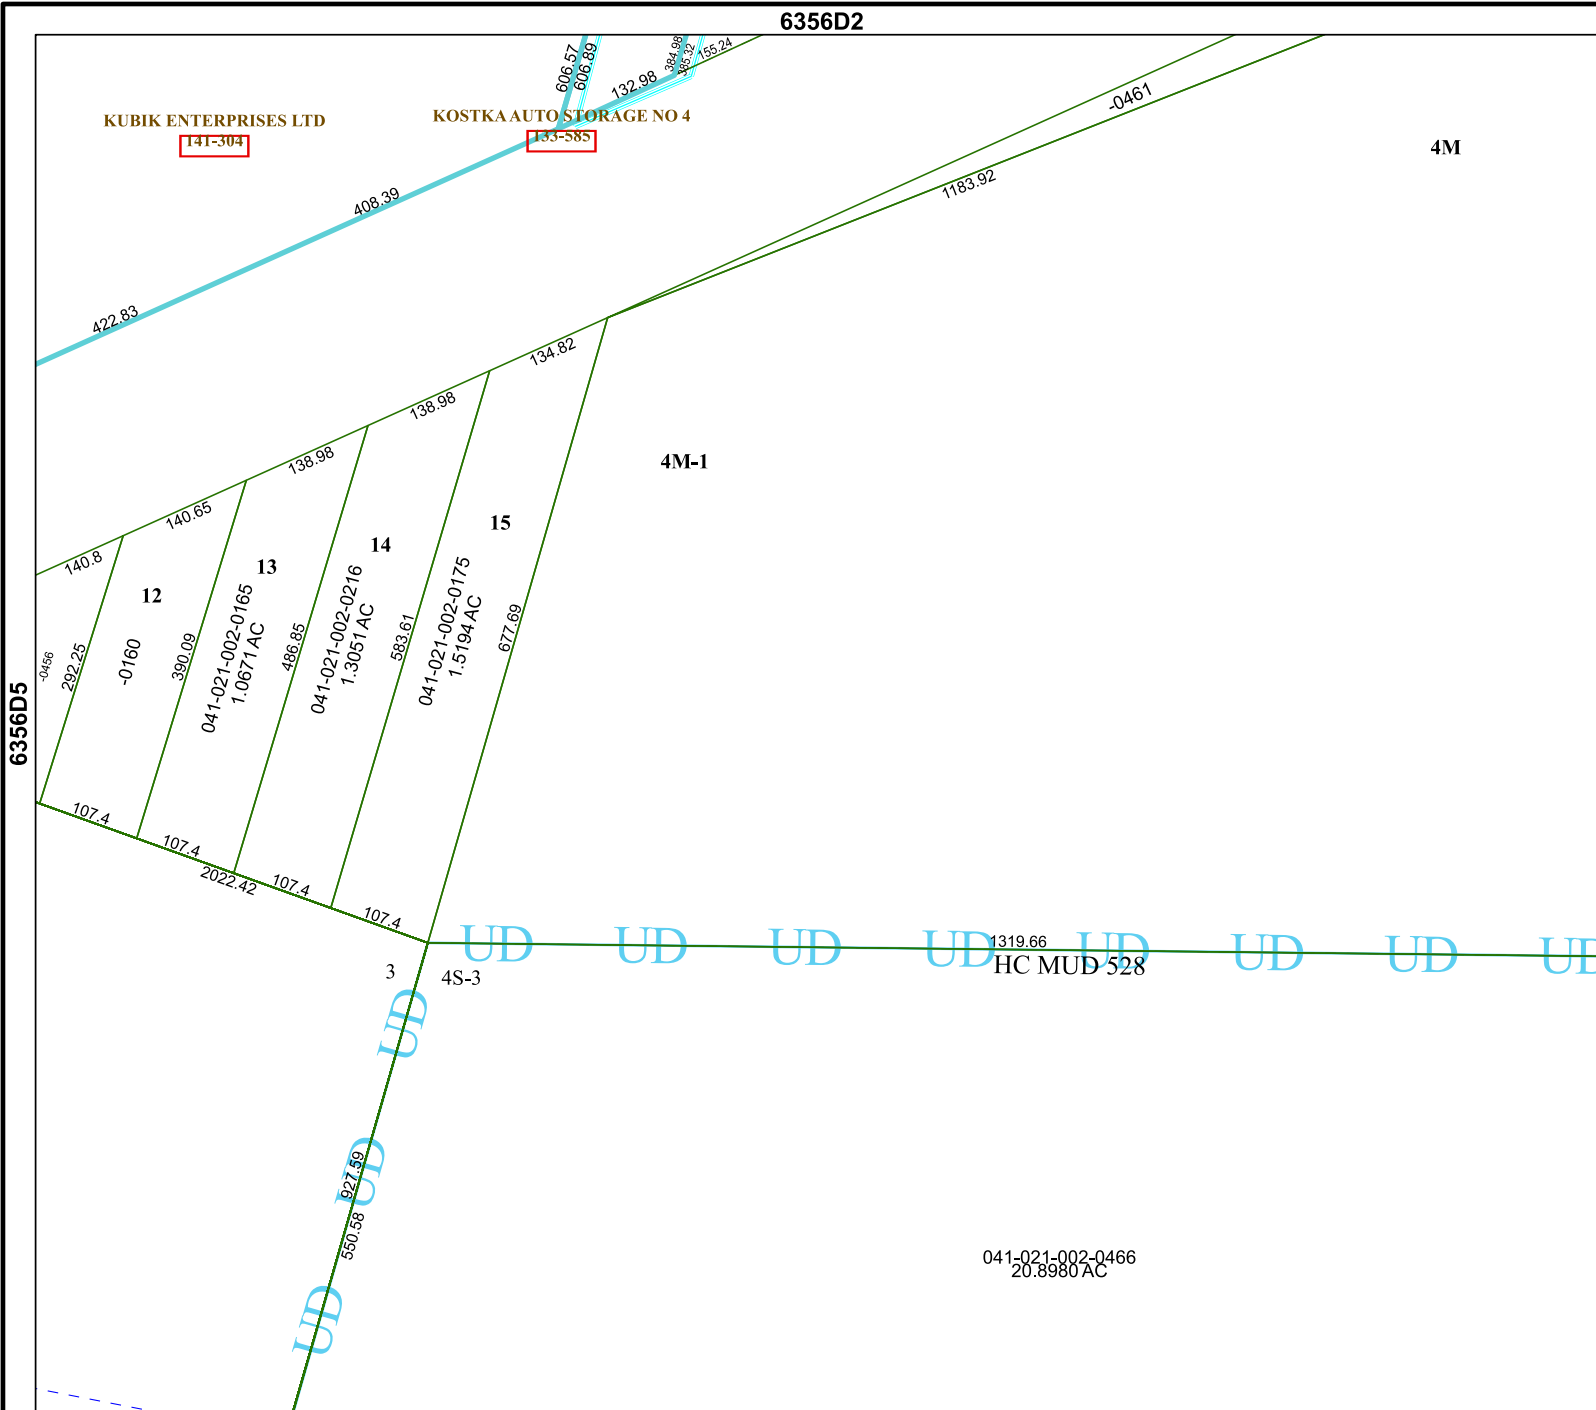 6356D2
606.57
606.89
132.98
384.98
385.32
155.24
-0461
KUBIK ENTERPRISES LTD
141-304
KOSTKA AUTO STORAGE NO 4
133-585
4M
408.39
1183.92
422.83
134.82
138.98
138.98
140.65
140.8
4M-1
15
14
13
12
041-021-002-0175
1.5194 AC
041-021-002-0216
1.3051 AC
041-021-002-0165
1.0671 AC
-0160
-0456
292.25
390.09
486.85
583.61
677.69
6356D5
107.4
107.4
2022.42
107.4
107.4
UD
UD
UD
UD
UD
UD
UD
UD
1319.66
HC MUD 528
3
4S-3
UD
UD
927.59
550.58
UD
041-021-002-0466
20.8980 AC